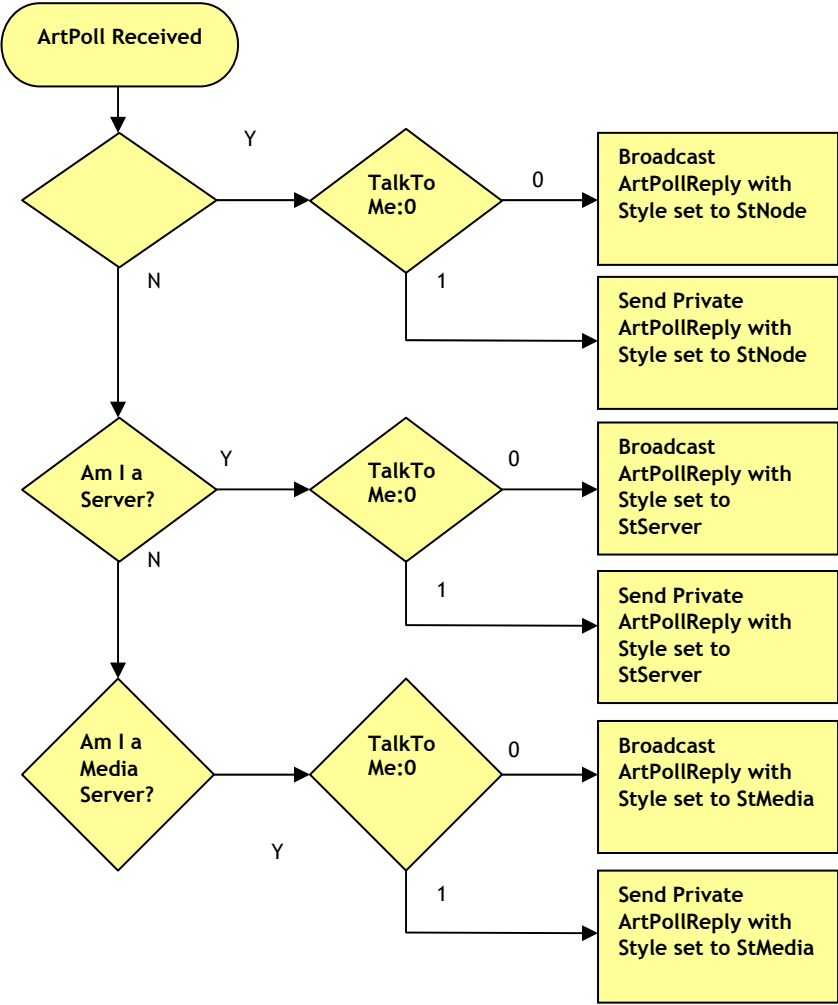 ArtPoll Received
Y
TalkTo
Me:0
0
Broadcast
ArtPollReply with
Style set to StNode
N
1
Send Private
ArtPollReply with
Style set to StNode
Am I a
Server?
Y
TalkTo
Me:0
0
Broadcast
ArtPollReply with
Style set to
StServer
N
1
Send Private
ArtPollReply with
Style set to
StServer
Am I a
Media
Server?
Y
TalkTo
Me:0
0
Broadcast
ArtPollReply with
Style set to StMedia
1
Send Private
ArtPollReply with
Style set to StMedia